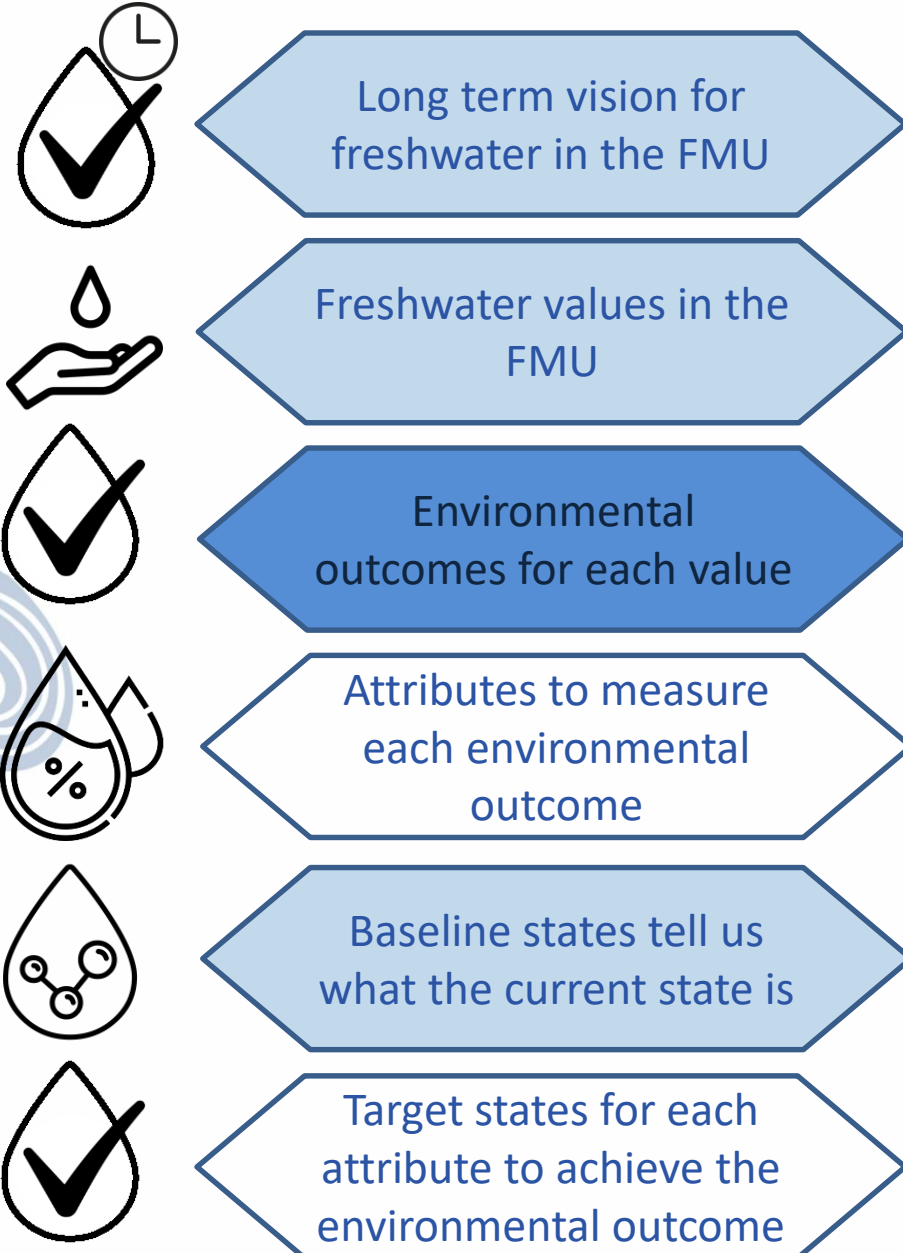 Long term vision for
freshwater in the FMU
Freshwater values in the
FMU
Environmental
outcomes for each value
Attributes to measure
each environmental
outcome
%
Baseline states tell us
what the current state is
Target states for each
attribute to achieve the
environmental outcome